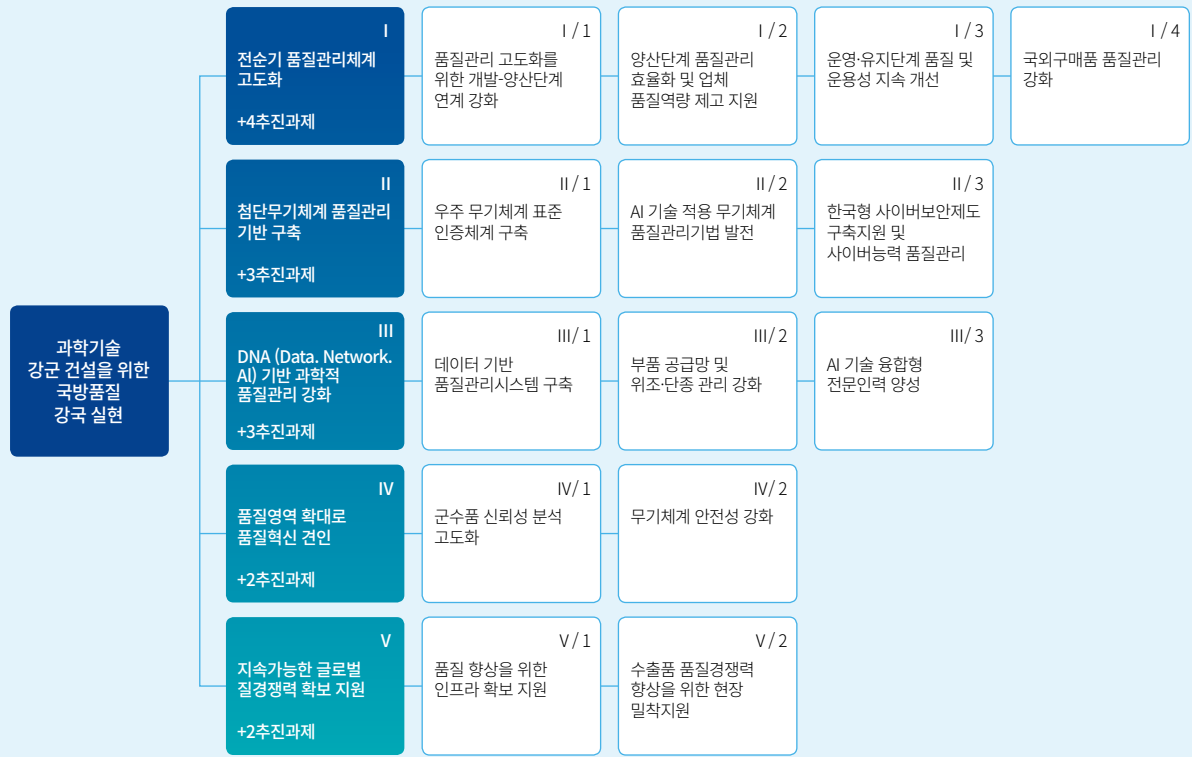 과학기술
강군 건설을 위한
국방품질
강국 실현
I
전순기 품질관리체계
고도화
+4추진과제
I / 1
품질관리 고도화를
위한 개발-양산단계
연계 강화
I / 2
양산단계 품질관리
효율화 및 업체
품질역량 제고 지원
I / 3
운영·유지단계 품질 및
운용성 지속 개선
I / 4
국외구매품 품질관리
강화
II
첨단무기체계 품질관리
기반 구축
+3추진과제
II / 1
우주 무기체계 표준
인증체계 구축
II / 2
AI 기술 적용 무기체계
품질관리기법 발전
II / 3
한국형 사이버보안제도
구축지원 및
사이버능력 품질관리
III
DNA (Data. Network.
AI) 기반 과학적
품질관리 강화
+3추진과제
III / 1
데이터 기반
품질관리시스템 구축
III / 2
부품 공급망 및
위조·단종 관리 강화
III / 3
AI 기술 융합형
전문인력 양성
IV
품질영역 확대로
품질혁신 견인
+2추진과제
IV / 1
군수품 신뢰성 분석
고도화
IV / 2
무기체계 안전성 강화
V
지속가능한 글로벌
질경쟁력 확보 지원
+2추진과제
V / 1
품질 향상을 위한
인프라 확보 지원
V / 2
수출품 품질경쟁력
향상을 위한 현장
밀착지원